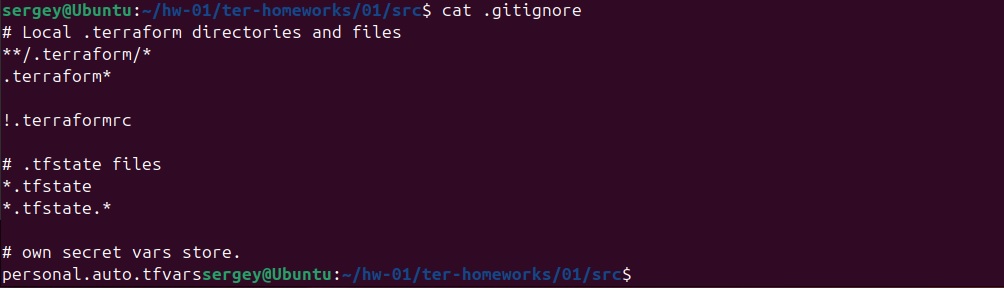 sergey@Ubuntu:~/hw-01/ter-homeworks/01/src$ cat .gitignore
# Local .terraform directories and files
**/.terraform/*
.terraform*
!.terraformrc
# .tfstate files
*.tfstate
*.tfstate.*
# own secret vars store.
personal.auto.tfvarssergey@Ubuntu:~/hw-01/ter-homeworks/01/src$